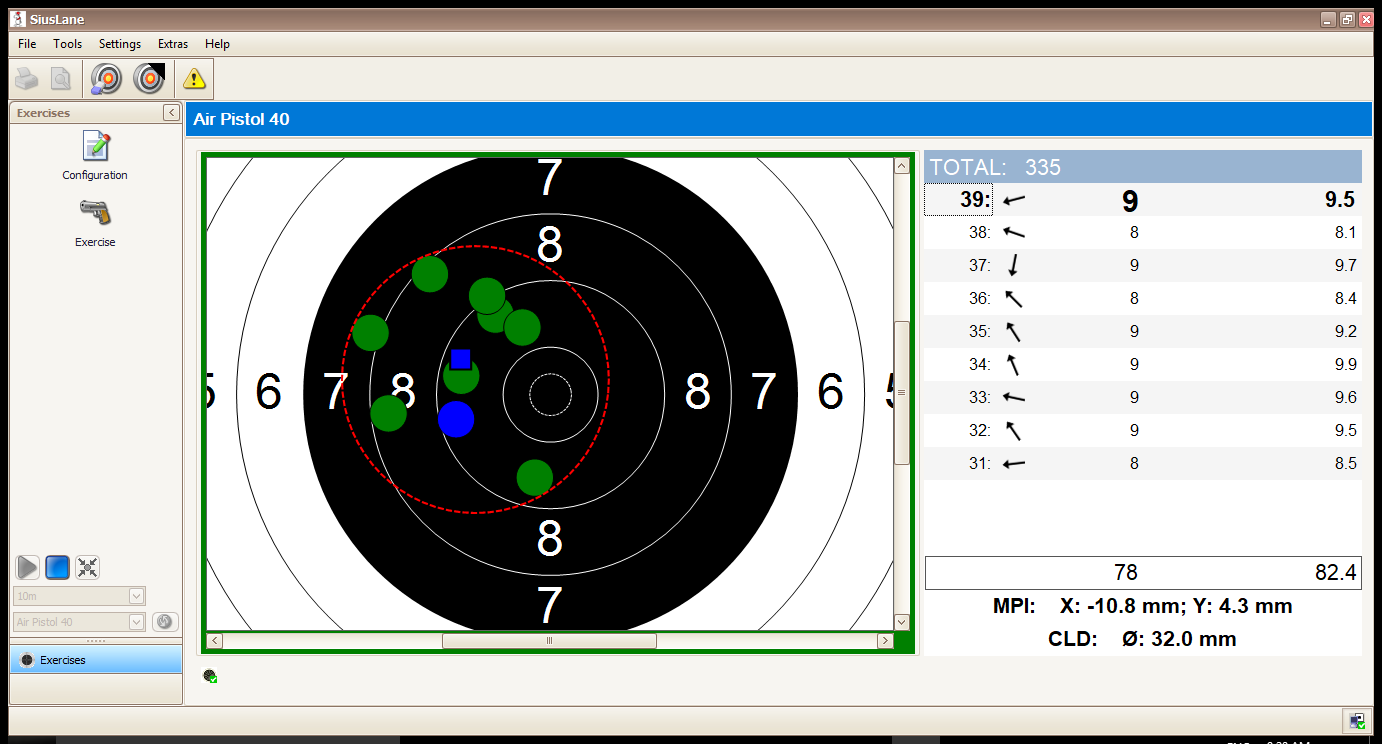 SiusLane
File Tools Settings Extras Help
Exercises
Configuration
Exercise
10m
Air Pistol 40
Exercises
Air Pistol 40
7
8
5 6 7 8 8 7 6 5
8
7
TOTAL: 335
39: 9 9.5
38: 8 8.1
37: 9 9.7
36: 8 8.4
35: 9 9.2
34: 9 9.9
33: 9 9.6
32: 9 9.5
31: 8 8.5
78 82.4
MPI: X: -10.8 mm; Y: 4.3 mm
CLD: Ø: 32.0 mm